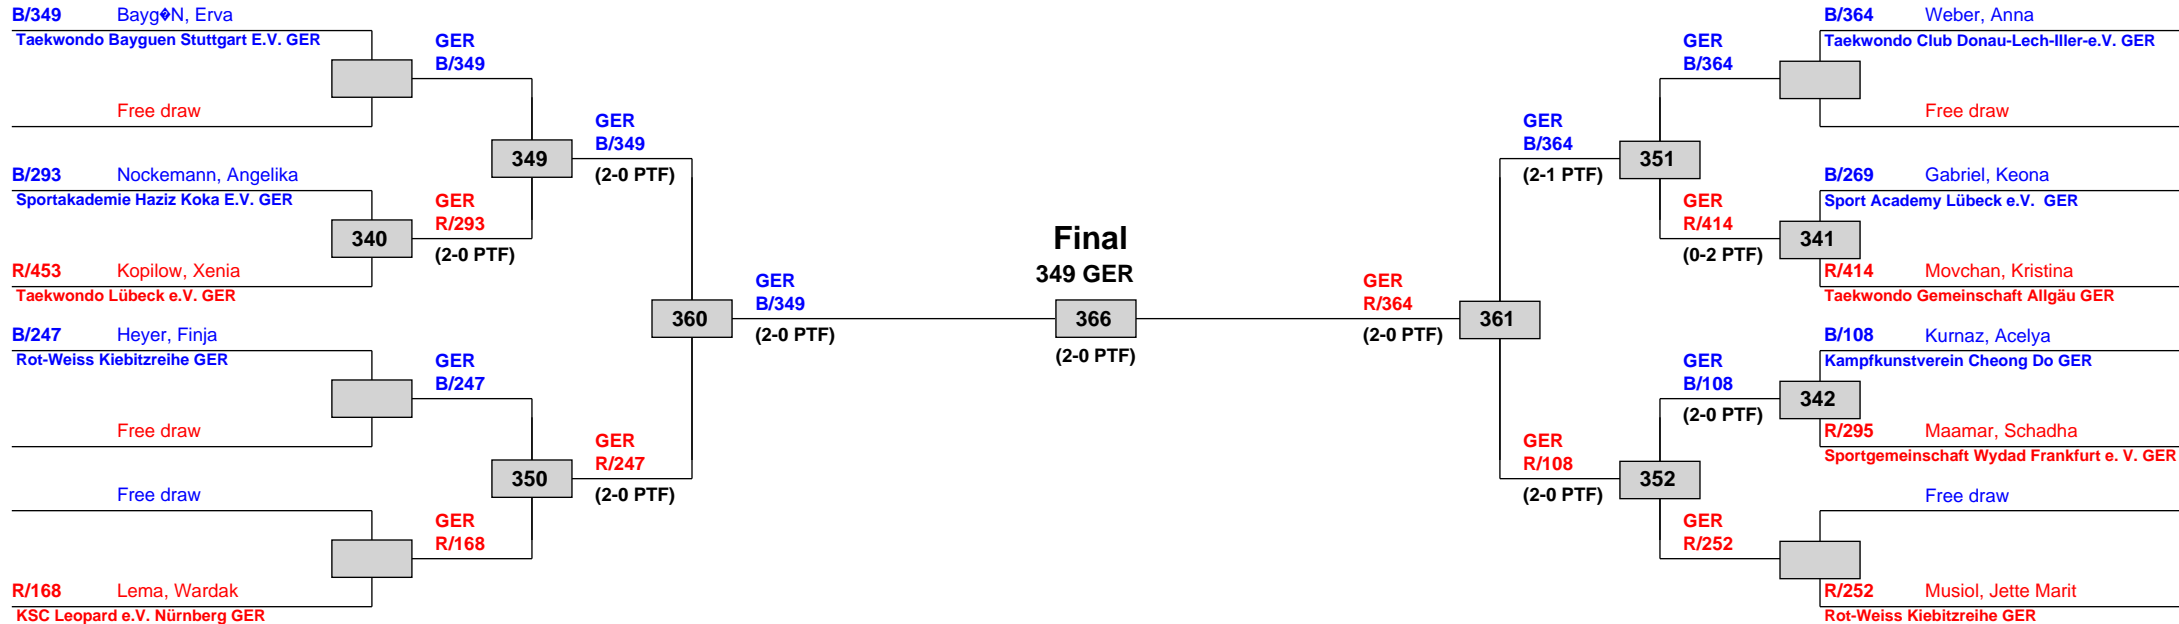 B/349 Bayg�N, Erva
Taekwondo Bayguen Stuttgart E.V. GER
Free draw
GER
B/349
B/293 Nockemann, Angelika
Sportakademie Haziz Koka E.V. GER
340
R/453 Kopilow, Xenia
Taekwondo Lübeck e.V. GER
GER
R/293
(2-0 PTF)
349
GER
B/349
(2-0 PTF)
B/247 Heyer, Finja
Rot-Weiss Kiebitzreihe GER
Free draw
GER
B/247
Free draw
R/168 Lema, Wardak
KSC Leopard e.V. Nürnberg GER
GER
R/168
350
GER
R/247
(2-0 PTF)
360
GER
B/349
(2-0 PTF)
Final
349 GER
366
(2-0 PTF)
GER
R/364
(2-0 PTF)
361
GER
B/364
(2-1 PTF)
351
GER
B/364
B/364 Weber, Anna
Taekwondo Club Donau-Lech-Iller-e.V. GER
Free draw
GER
R/414
(0-2 PTF)
341
B/269 Gabriel, Keona
Sport Academy Lübeck e.V. GER
R/414 Movchan, Kristina
Taekwondo Gemeinschaft Allgäu GER
GER
R/108
(2-0 PTF)
352
GER
B/108
(2-0 PTF)
342
B/108 Kurnaz, Acelya
Kampfkunstverein Cheong Do GER
R/295 Maamar, Schadha
Sportgemeinschaft Wydad Frankfurt e. V. GER
GER
R/252
Free draw
R/252 Musiol, Jette Marit
Rot-Weiss Kiebitzreihe GER